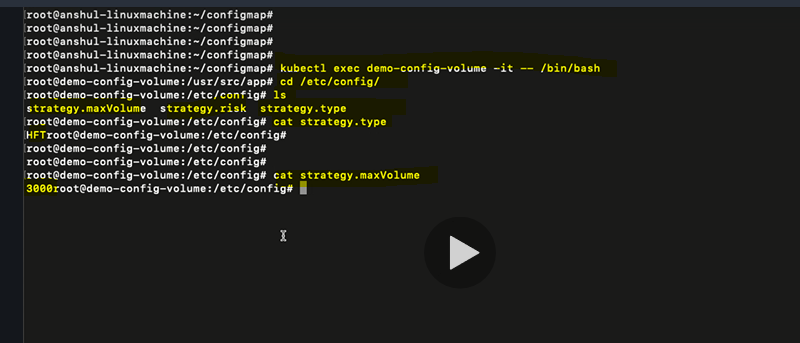 root@anshul-linuxmachine:~/configmap#
root@anshul-linuxmachine:~/configmap#
root@anshul-linuxmachine:~/configmap#
root@anshul-linuxmachine:~/configmap#
root@anshul-linuxmachine:~/configmap# kubectl exec demo-config-volume -it -- /bin/bash
root@demo-config-volume:/usr/src/app# cd /etc/config/
root@demo-config-volume:/etc/config# ls
strategy.maxVolume  strategy.risk  strategy.type
root@demo-config-volume:/etc/config# cat strategy.type
HFTroot@demo-config-volume:/etc/config#
root@demo-config-volume:/etc/config#
root@demo-config-volume:/etc/config#
root@demo-config-volume:/etc/config# cat strategy.maxVolume
3000root@demo-config-volume:/etc/config#